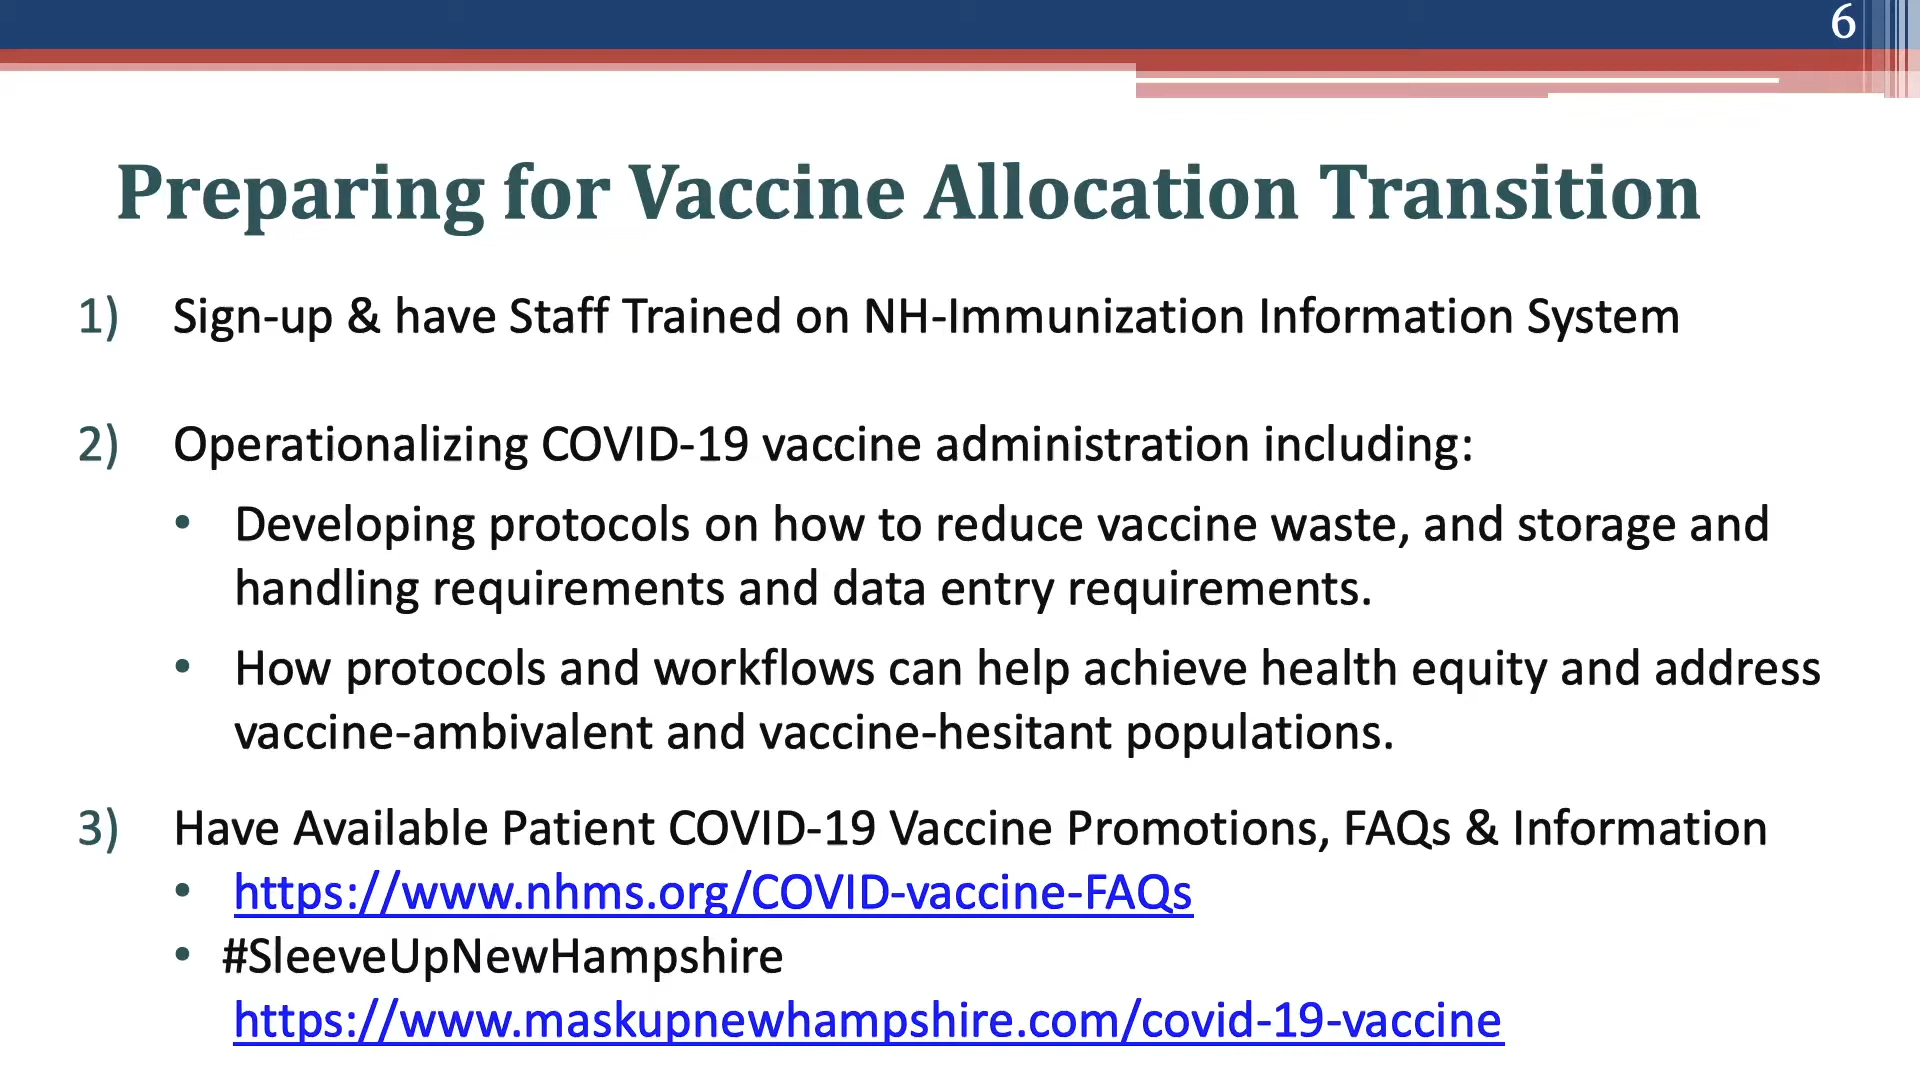 6
Preparing for Vaccine Allocation Transition
1) Sign-up & have Staff Trained on NH-Immunization Information System
2) Operationalizing COVID-19 vaccine administration including:
• Developing protocols on how to reduce vaccine waste, and storage and
handling requirements and data entry requirements.
• How protocols and workflows can help achieve health equity and address
vaccine-ambivalent and vaccine-hesitant populations.
3) Have Available Patient COVID-19 Vaccine Promotions, FAQs & Information
• https://www.nhms.org/COVID-vaccine-FAQs
• #SleeveUpNewHampshire
https://www.maskupnewhampshire.com/covid-19-vaccine